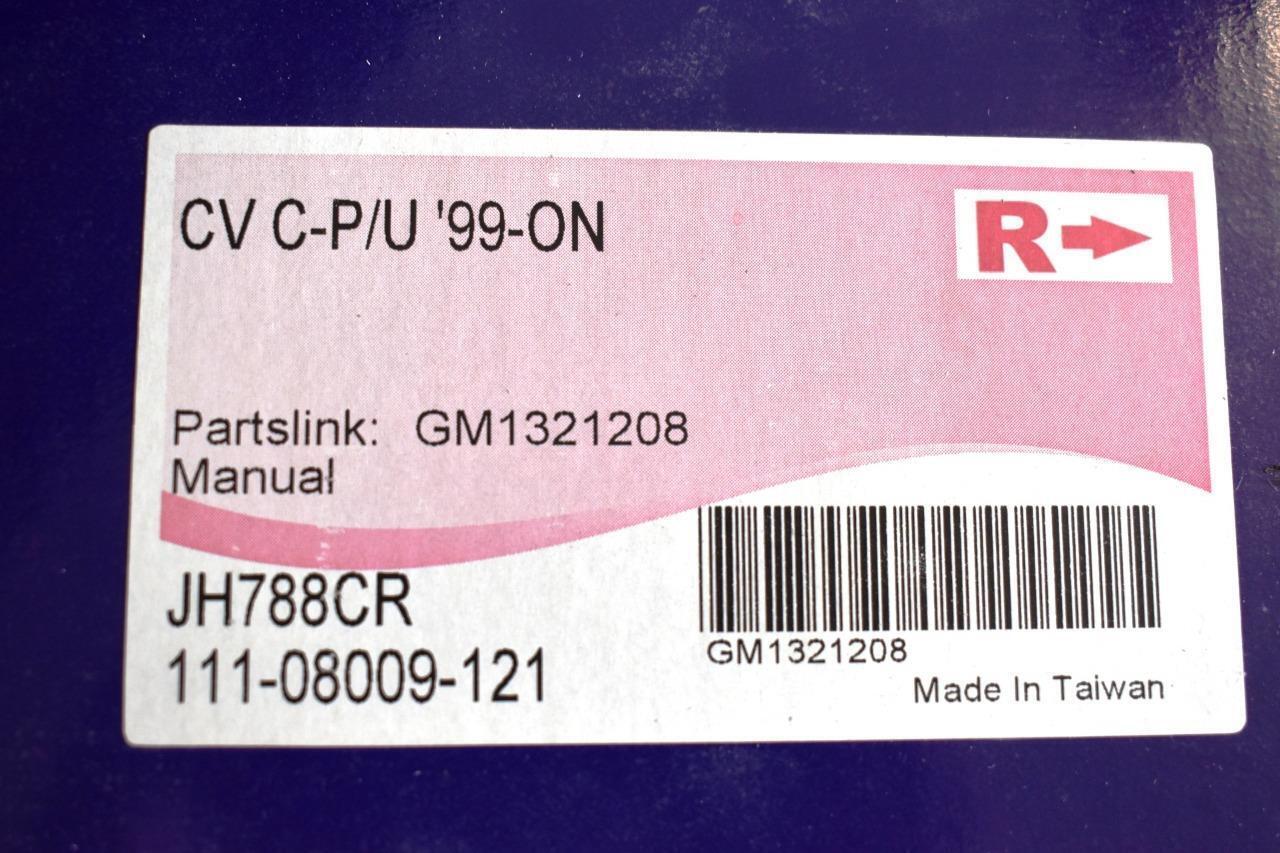 CV C-P/U '99-ON
R
Partslink: GM1321208
Manual
JH788CR
111-08009-121
GM1321208
Made In Taiwan